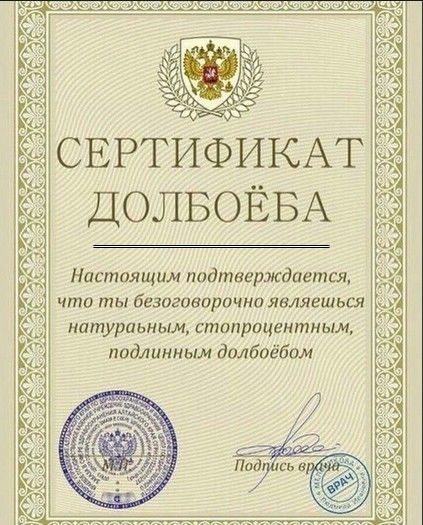 СЕРТИФИКАТ
ДОЛБОЁБА
Настоящим подтверждается,
что ты безоговорочно являешься
натураьным, стопроцентным,
подлинным долбоёбом
М.П.
Подпись врача
ВРАЧ